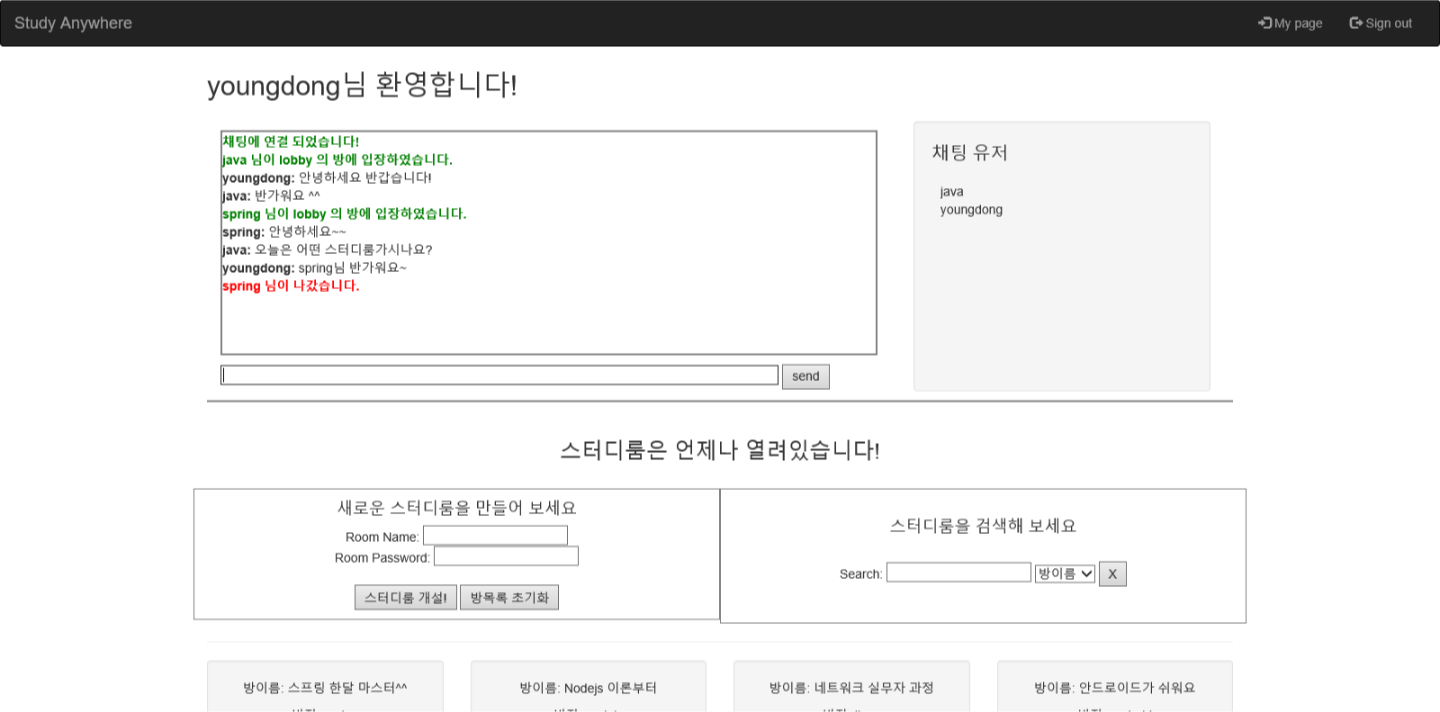 Study Anywhere
My page
Sign out
youngdong님 환영합니다!
채팅에 연결 되었습니다!
java 님이 lobby 의 방에 입장하였습니다.
youngdong: 안녕하세요 반갑습니다!
java: 반가워요 ^^
spring 님이 lobby 의 방에 입장하였습니다.
spring: 안녕하세요~~
java: 오늘은 어떤 스터디룸가시나요?
youngdong: spring님 반가워요~
spring 님이 나갔습니다.
send
채팅 유저
java
youngdong
스터디룸은 언제나 열려있습니다!
새로운 스터디룸을 만들어 보세요
Room Name:
Room Password:
스터디룸 개설! 방목록 초기화
스터디룸을 검색해 보세요
Search: 방이름 X
방이름: 스프링 한달 마스터^^
방이름: Nodejs 이론부터
방이름: 네트워크 실무자 과정
방이름: 안드로이드가 쉬워요